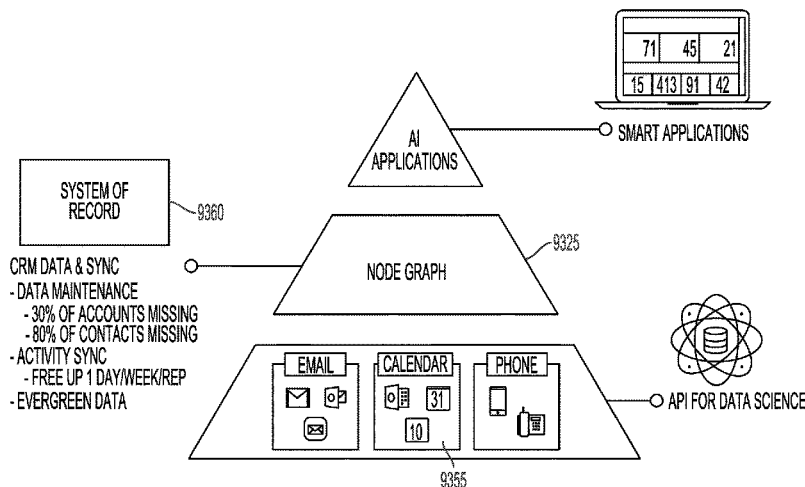 71 45 21
15 413 91 42
SMART APPLICATIONS
AI
APPLICATIONS
SYSTEM OF
RECORD
9360
9325
NODE GRAPH
CRM DATA & SYNC
- DATA MAINTENANCE
- 30% OF ACCOUNTS MISSING
- 80% OF CONTACTS MISSING
- ACTIVITY SYNC
- FREE UP 1 DAY/WEEK/REP
- EVERGREEN DATA
EMAIL CALENDAR PHONE
31
10
API FOR DATA SCIENCE
9355